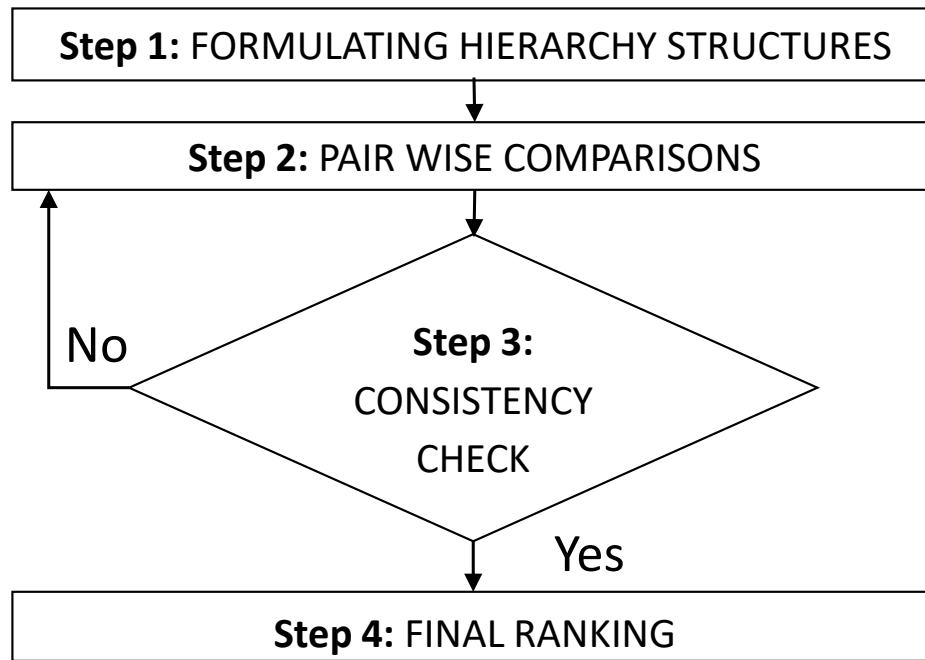 Step 1: FORMULATING HIERARCHY STRUCTURES
Step 2: PAIR WISE COMPARISONS
No
Step 3:
CONSISTENCY
CHECK
Yes
Step 4: FINAL RANKING